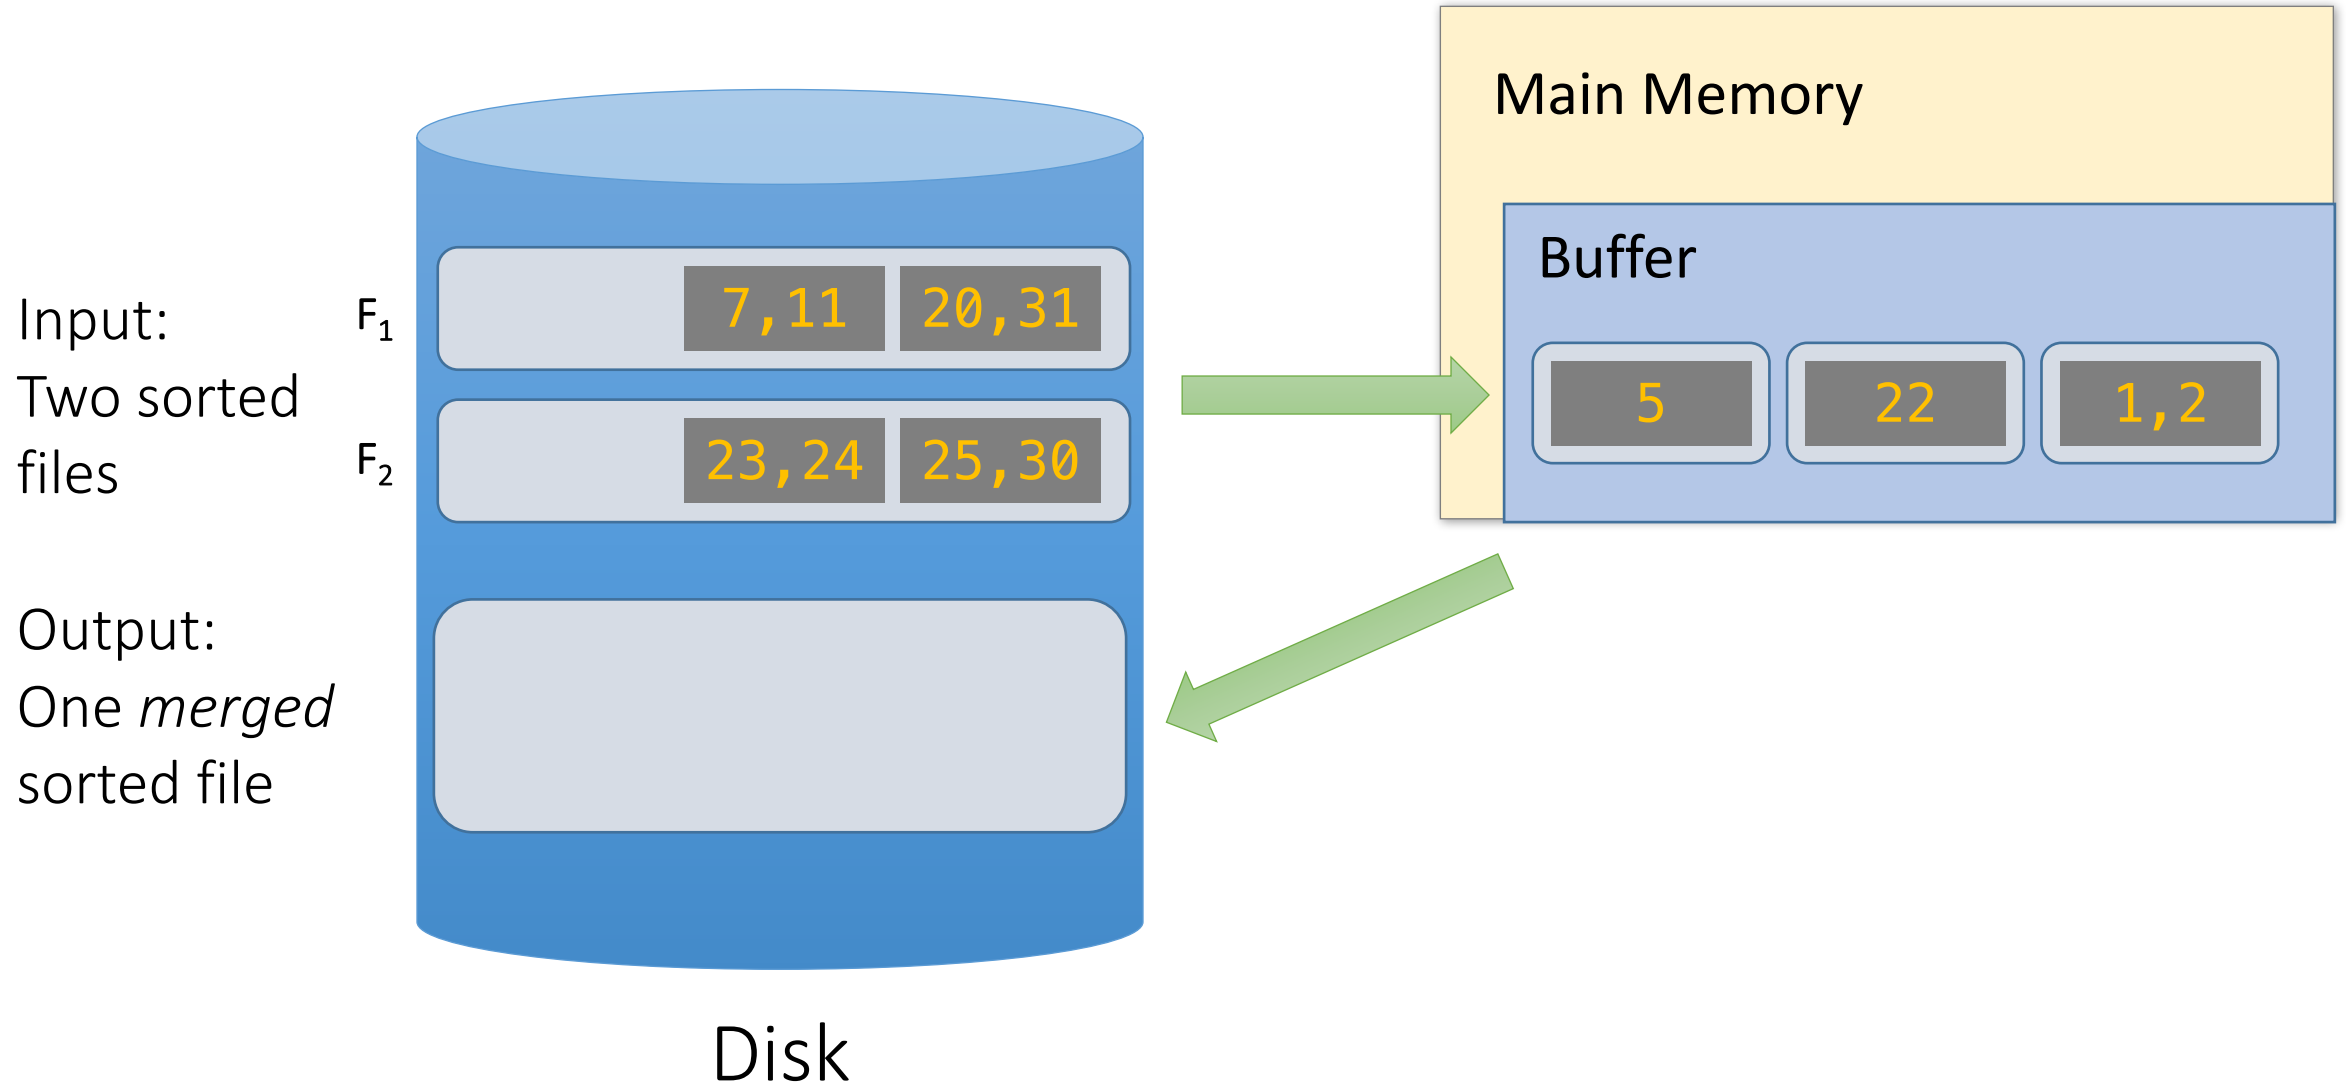 Main Memory
Buffer
Input:
Two sorted
files
F₁
7,11 20,31
F₂
23,24 25,30
5 22 1,2
Output:
One merged
sorted file
Disk